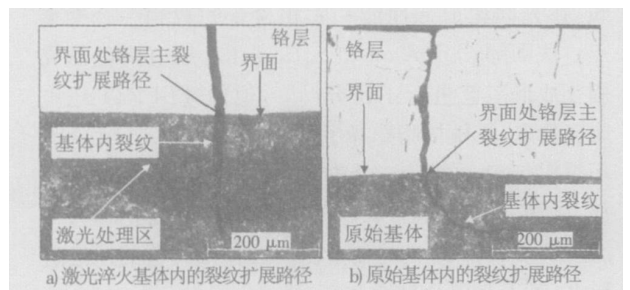 铬层
界面处铬层主裂
纹扩展路径
界面
基体内裂纹
激光处理区
200 μm
a) 激光淬火基体内的裂纹扩展路径
铬层
界面
界面处铬层主
裂纹扩展路径
基体内裂纹
原始基体
200 μm
b) 原始基体内的裂纹扩展路径